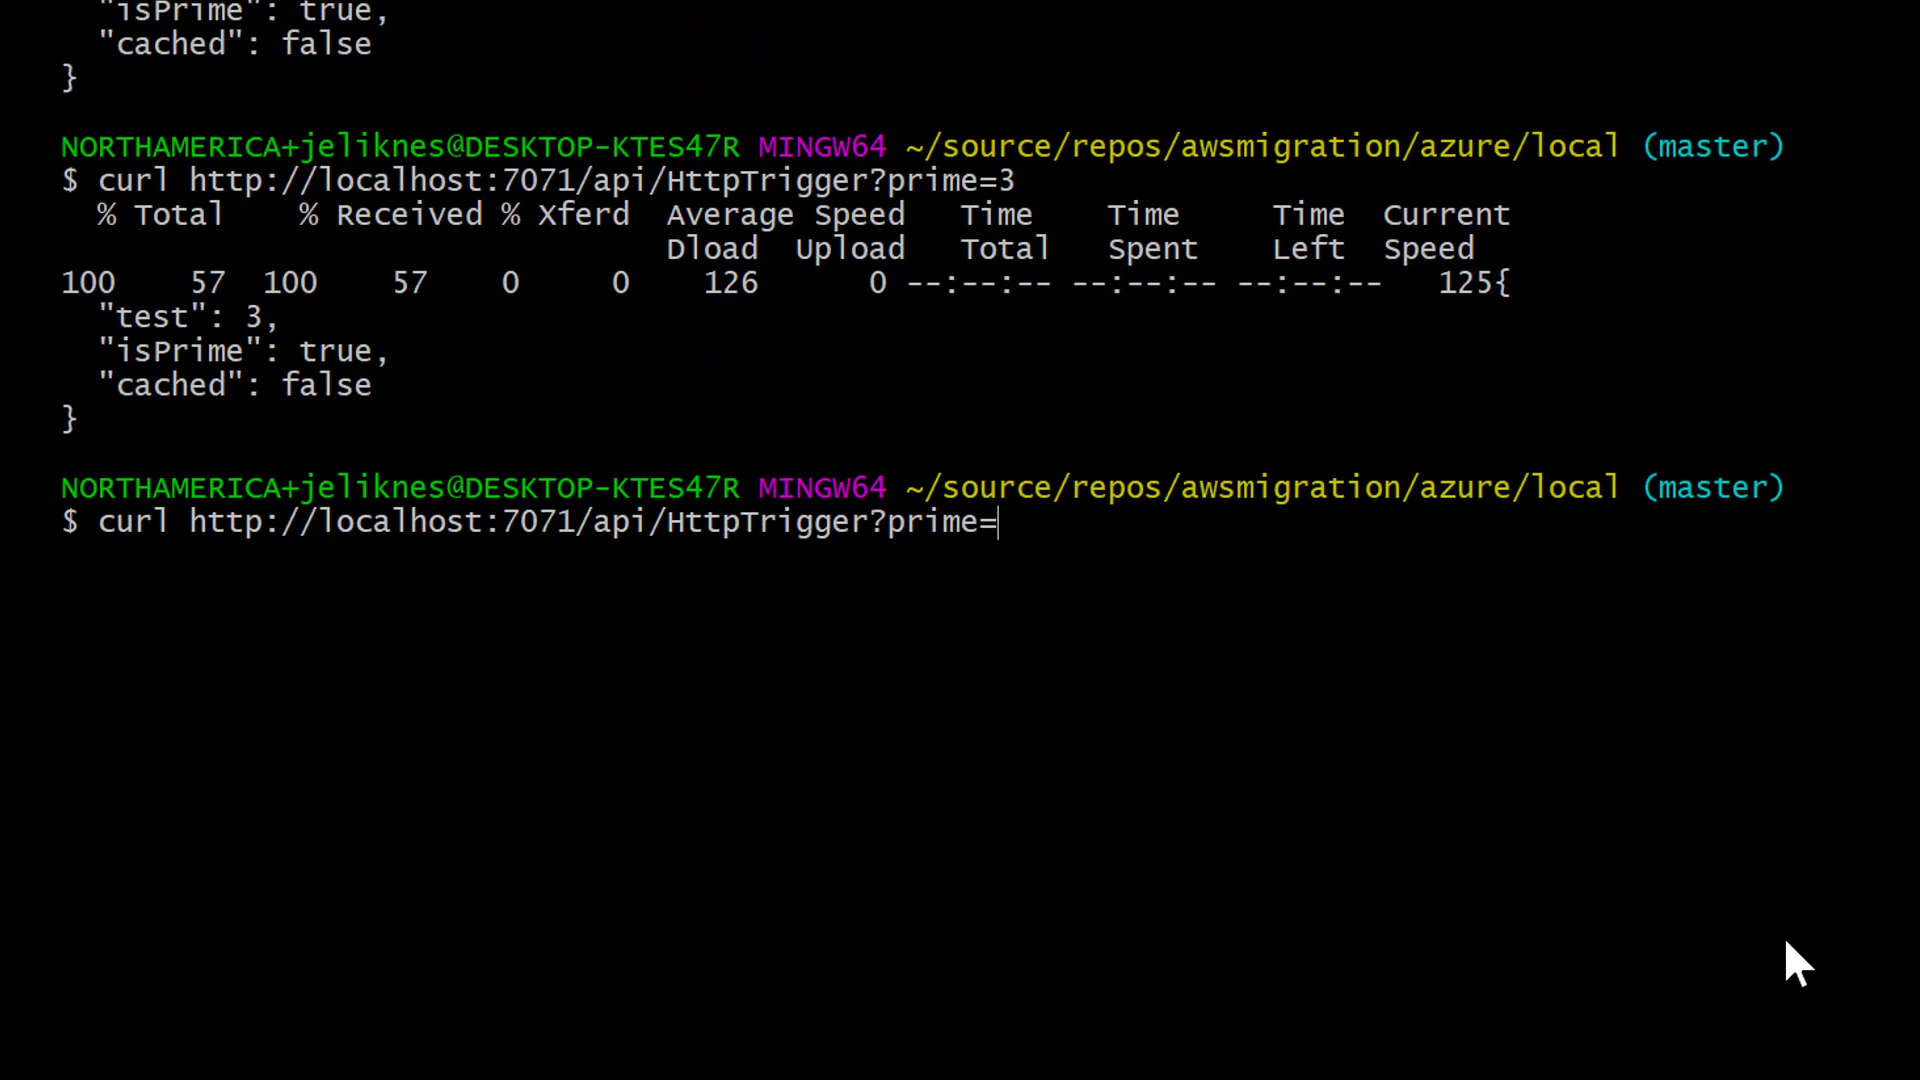 "isPrime": true,
"cached": false
}
NORTHAMERICA+jeliknes@DESKTOP-KTES47R MINGW64 ~/source/repos/awsmigration/azure/local (master)
$ curl http://localhost:7071/api/HttpTrigger?prime=3
% Total % Received % Xferd Average Speed Time Time Time Current
Dload Upload Total Spent Left Speed
100 57 100 57 0 0 126 0 --:--:-- --:--:-- --:--:-- 125{
"test": 3,
"isPrime": true,
"cached": false
}
NORTHAMERICA+jeliknes@DESKTOP-KTES47R MINGW64 ~/source/repos/awsmigration/azure/local (master)
$ curl http://localhost:7071/api/HttpTrigger?prime=